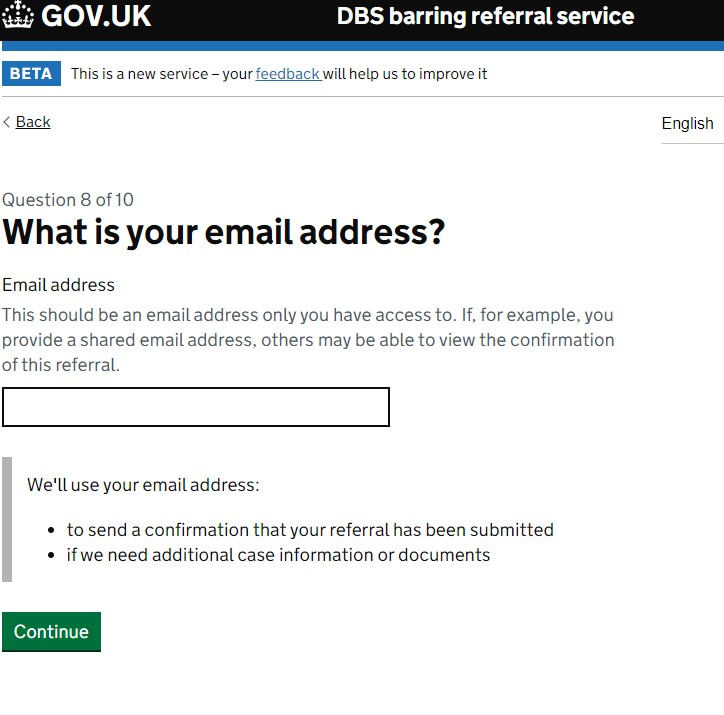 GOV.UK DBS barring referral service
BETA This is a new service – your feedback will help us to improve it
Back English
Question 8 of 10
What is your email address?
Email address
This should be an email address only you have access to. If, for example, you
provide a shared email address, others may be able to view the confirmation
of this referral.
We'll use your email address:
• to send a confirmation that your referral has been submitted
• if we need additional case information or documents
Continue